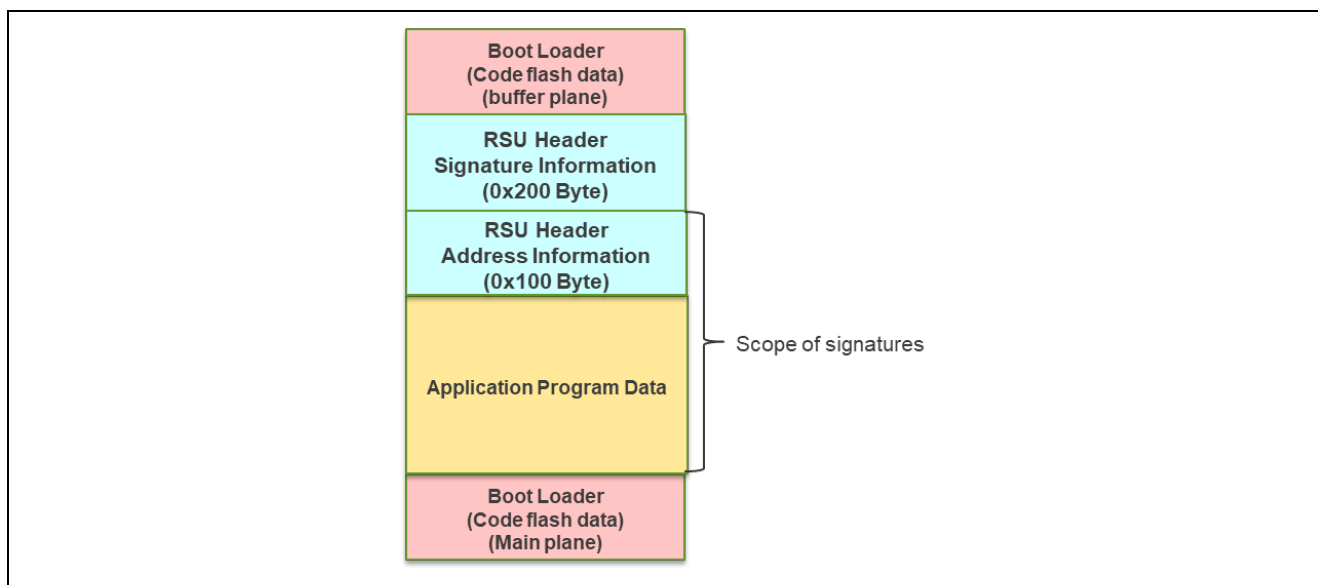 Boot Loader
(Code flash data)
(buffer plane)
RSU Header
Signature Information
(0x200 Byte)
RSU Header
Address Information
(0x100 Byte)
Scope of signatures
Application Program Data
Boot Loader
(Code flash data)
(Main plane)